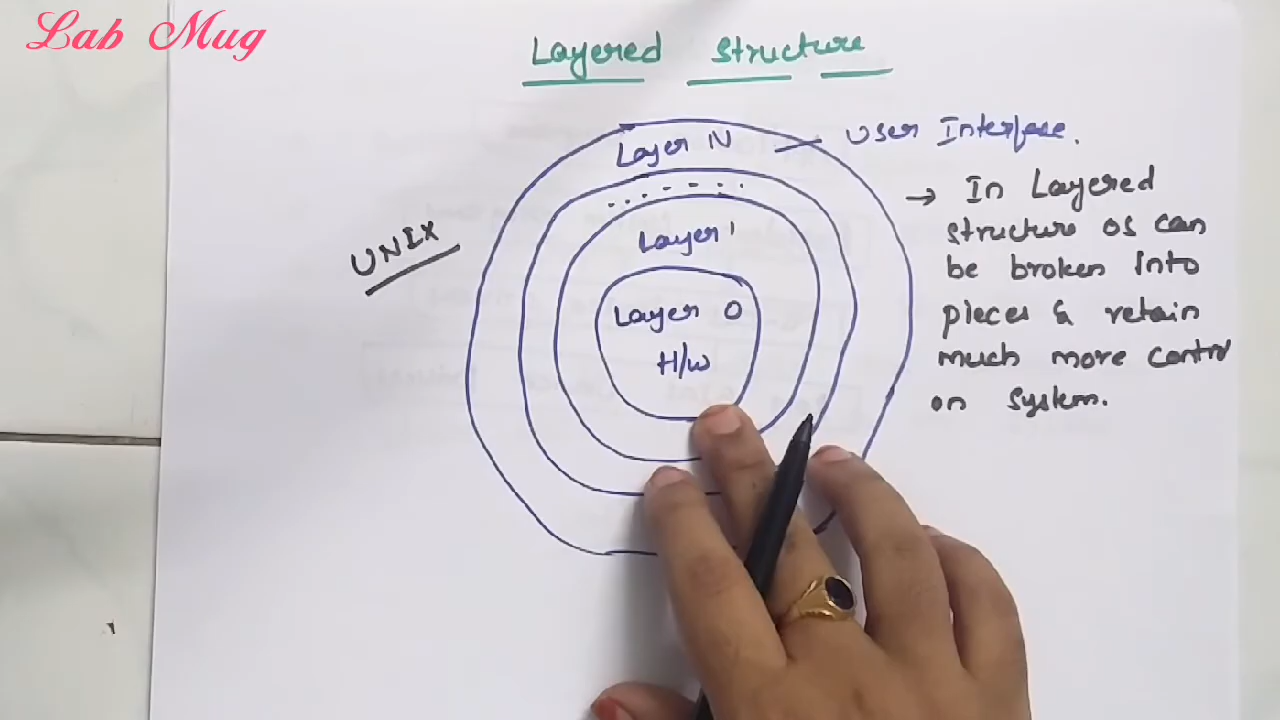 Lab Mug
Layered Structure
Layer N — User Interface.
UNIX
Layer 1
Layer 0
H/W
→ In Layered
structure os can
be broken into
pieces & retain
much more control
on system.